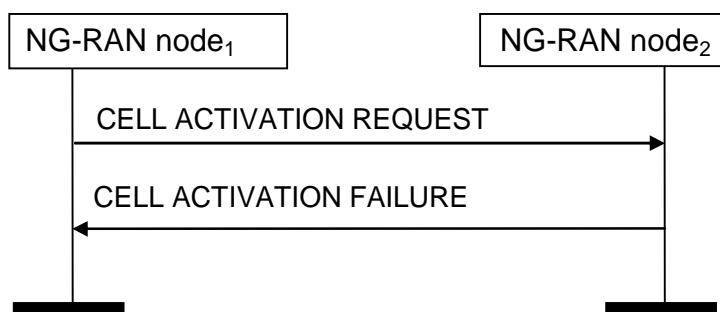 NG-RAN node₁
NG-RAN node₂
CELL ACTIVATION REQUEST
CELL ACTIVATION FAILURE